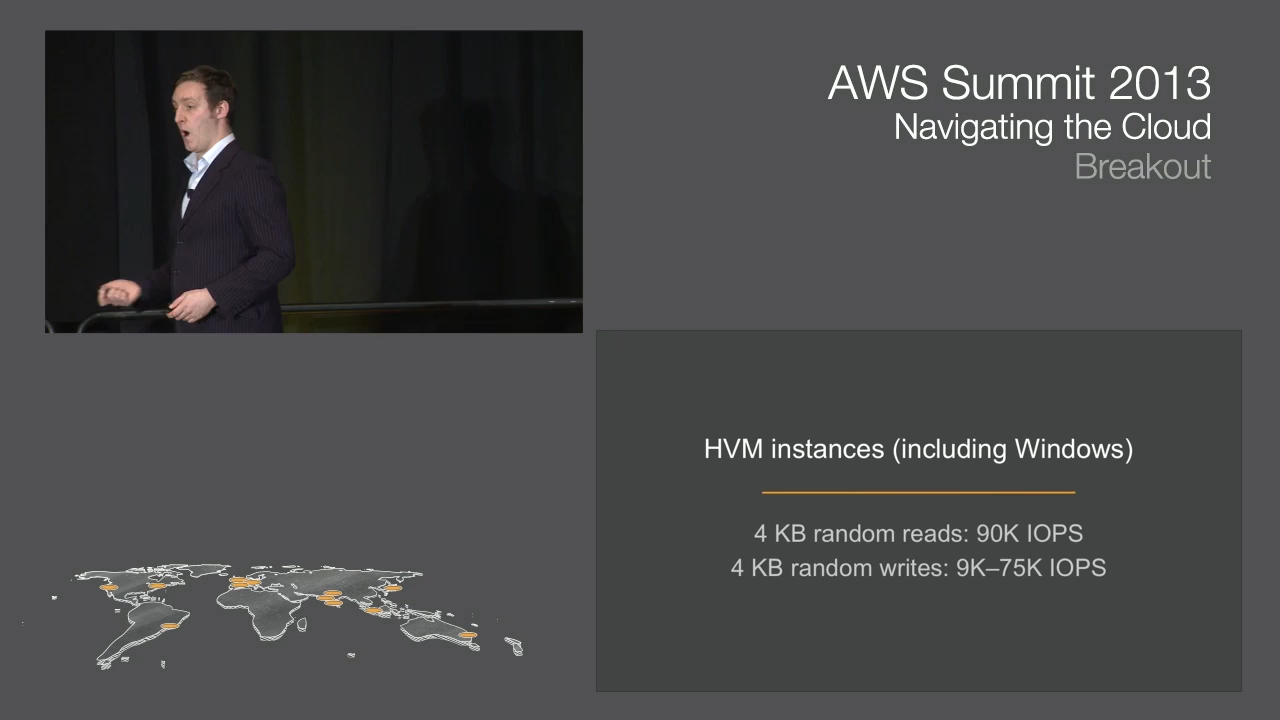 AWS Summit 2013
Navigating the Cloud
Breakout
HVM instances (including Windows)
4 KB random reads: 90K IOPS
4 KB random writes: 9K–75K IOPS